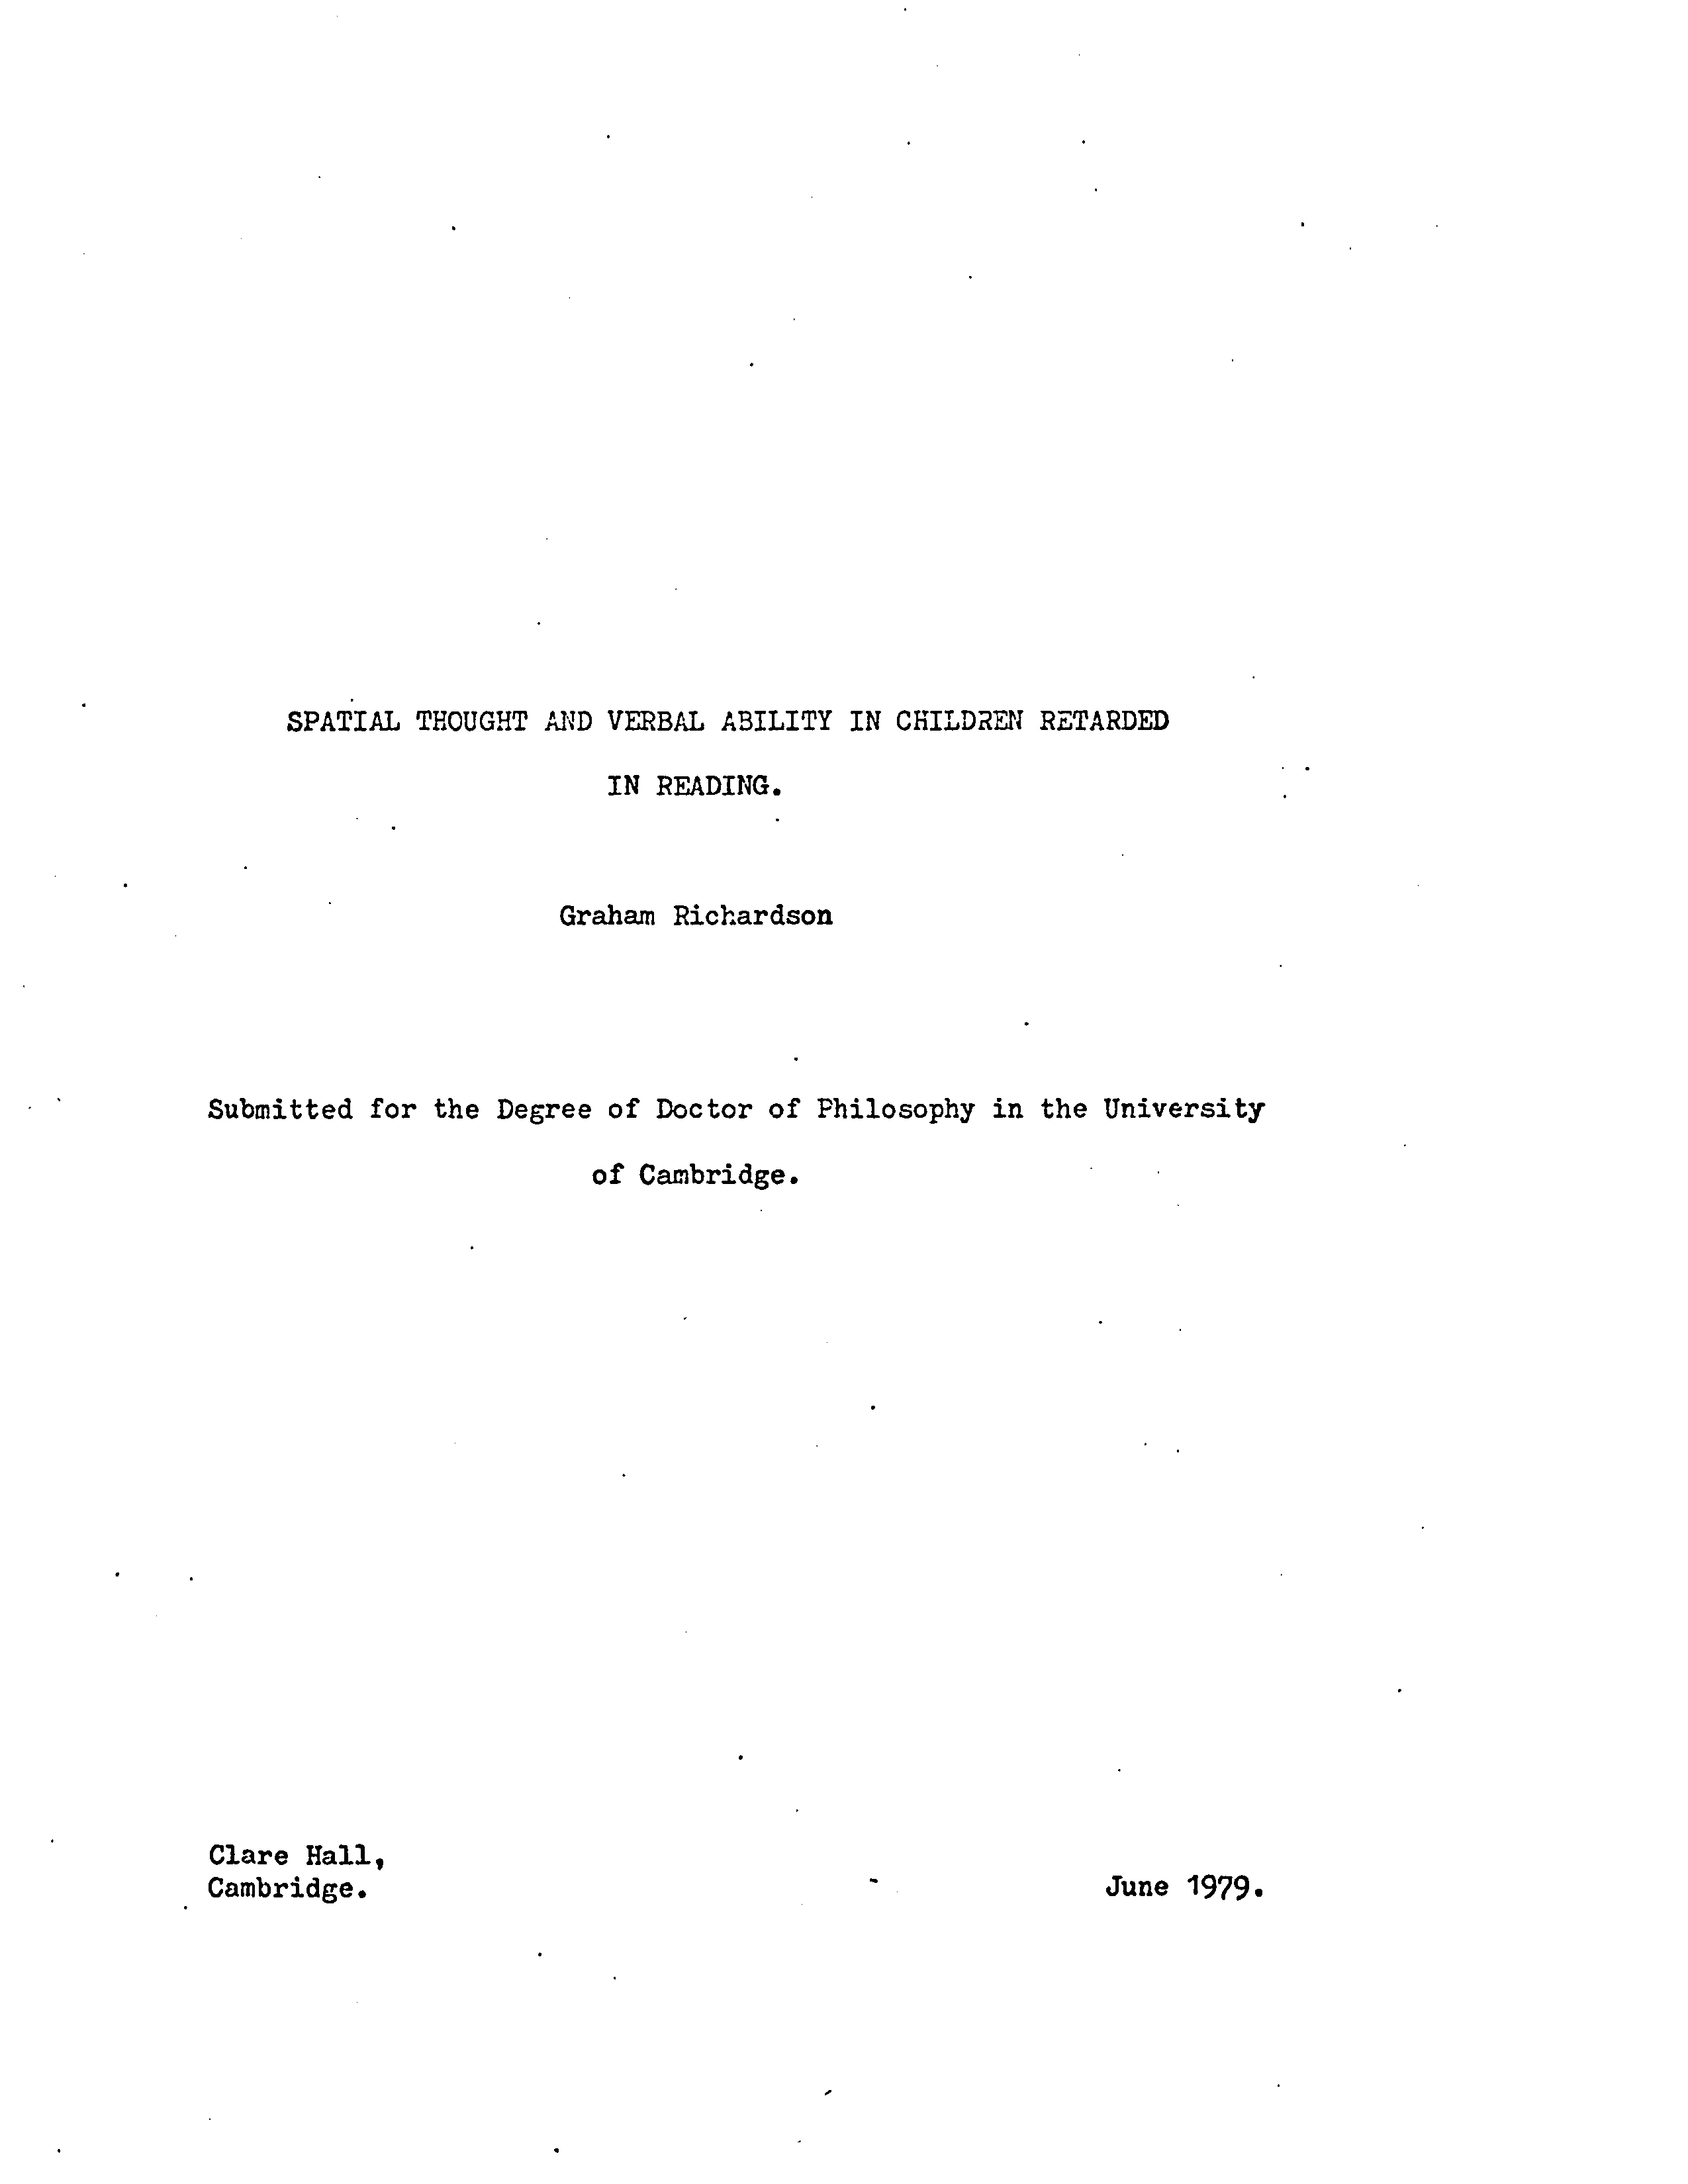 SPATIAL THOUGHT AND VERBAL ABILITY IN CHILDREN RETARDED
IN READING.
Graham Richardson
Submitted for the Degree of Doctor of Philosophy in the University
of Cambridge.
Clare Hall,
Cambridge.
June 1979.